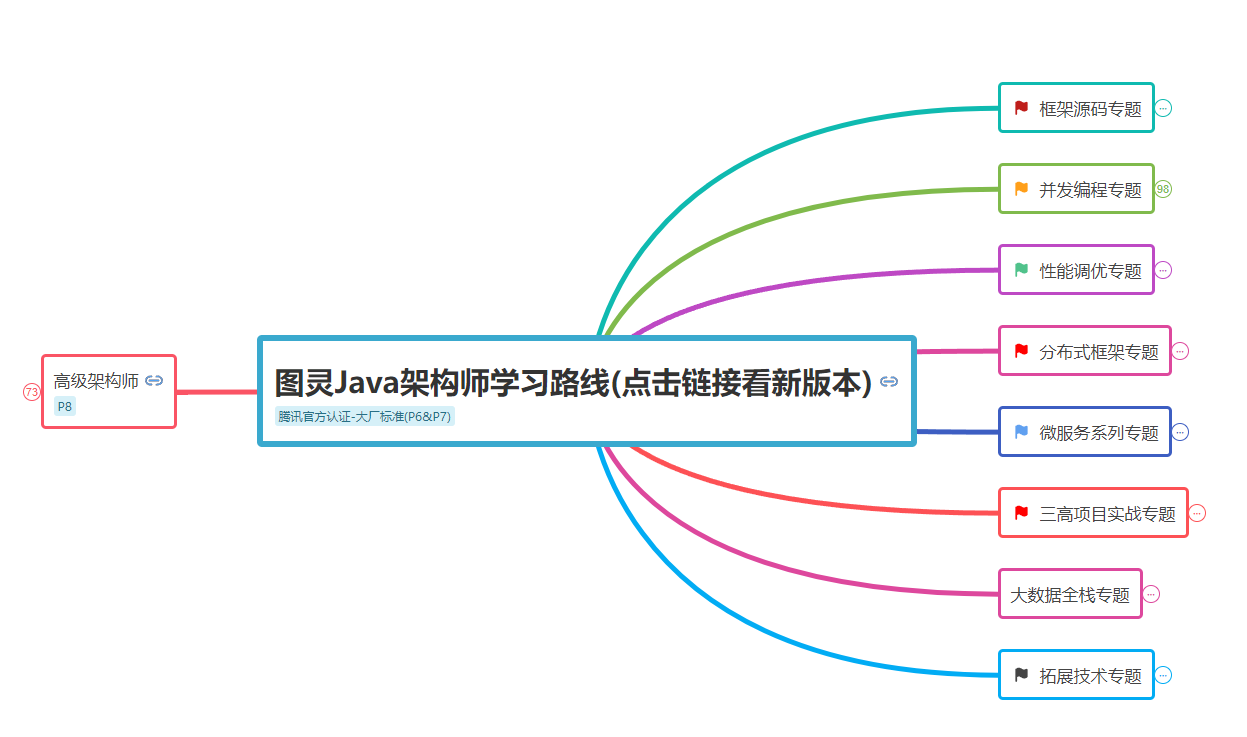 框架源码专题
并发编程专题
98
性能调优专题
分布式框架专题
高级架构师
P8
73
图灵Java架构师学习路线(点击链接看新版本)
腾讯官方认证-大厂标准(P6&P7)
微服务系列专题
三高项目实战专题
大数据全栈专题
拓展技术专题